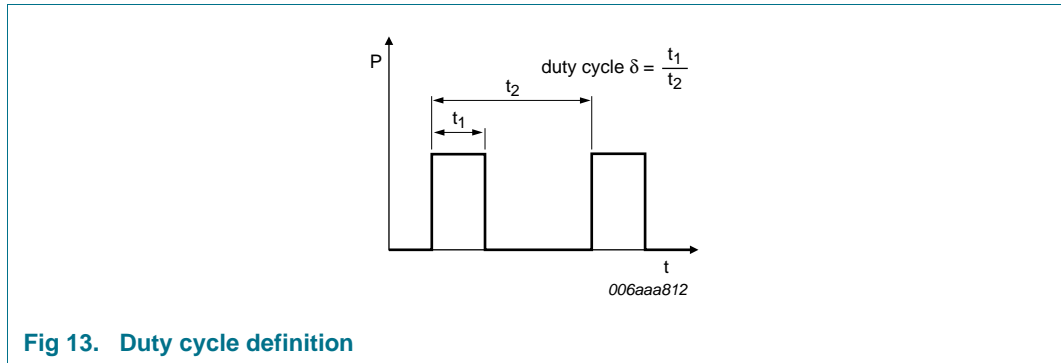 P
duty cycle δ = t1
t2
t2
t1
t
006aaa812
Fig 13. Duty cycle definition